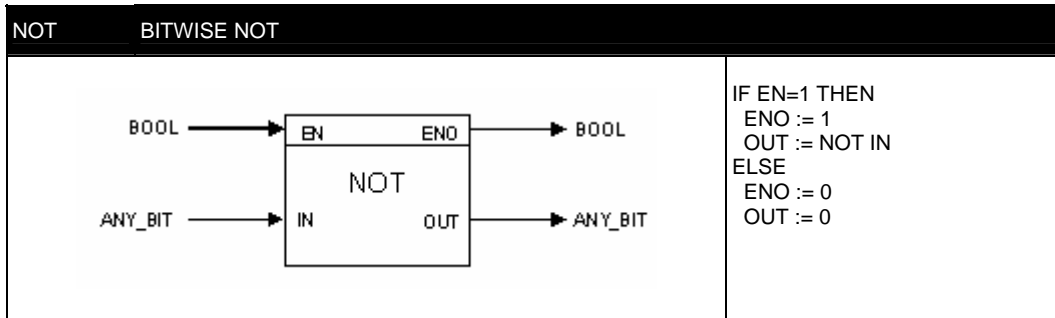 NOT BITWISE NOT
BOOL EN ENO BOOL
NOT
ANY_BIT IN OUT ANY_BIT
IF EN=1 THEN
ENO := 1
OUT := NOT IN
ELSE
ENO := 0
OUT := 0